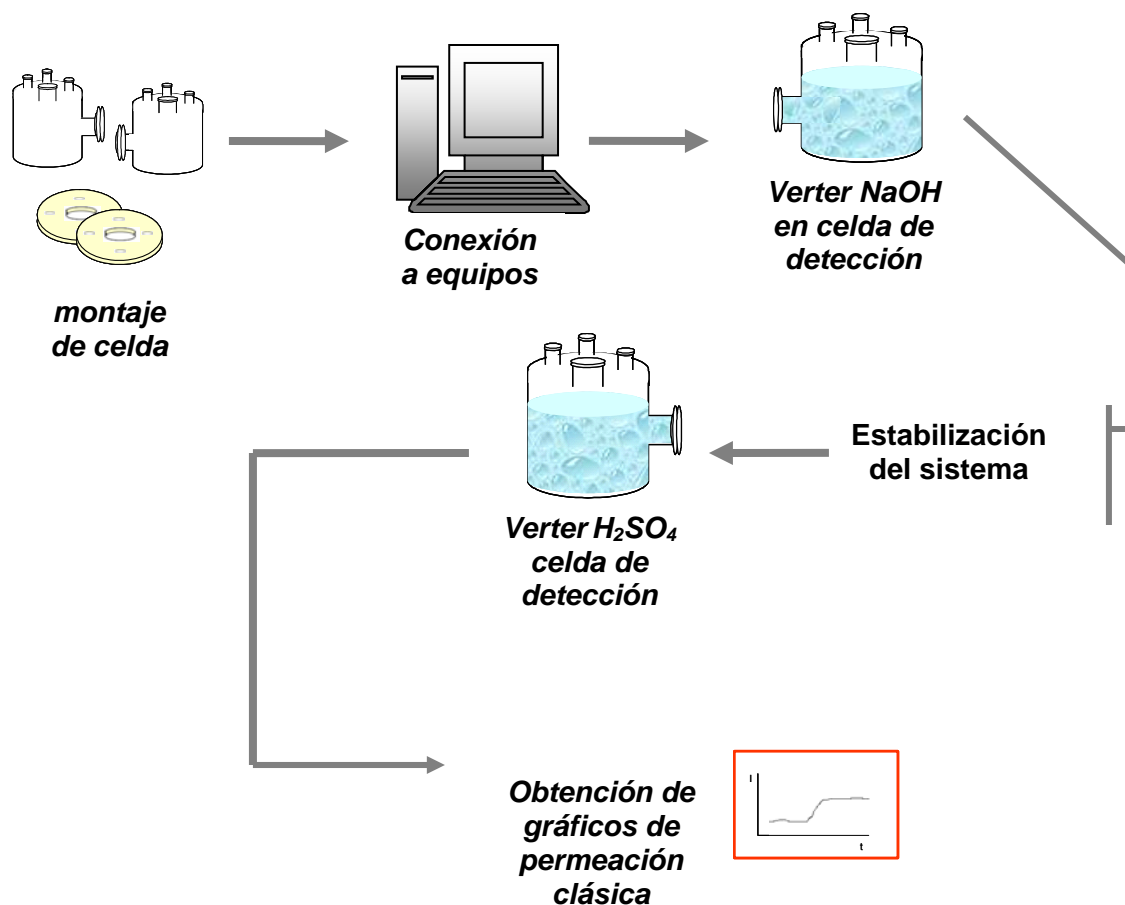 montaje
de celda
Conexión
a equipos
Verter NaOH
en celda de
detección
Estabilización
del sistema
Verter H₂SO₄
celda de
detección
Obtención de
gráficos de
permeación
clásica
I
t